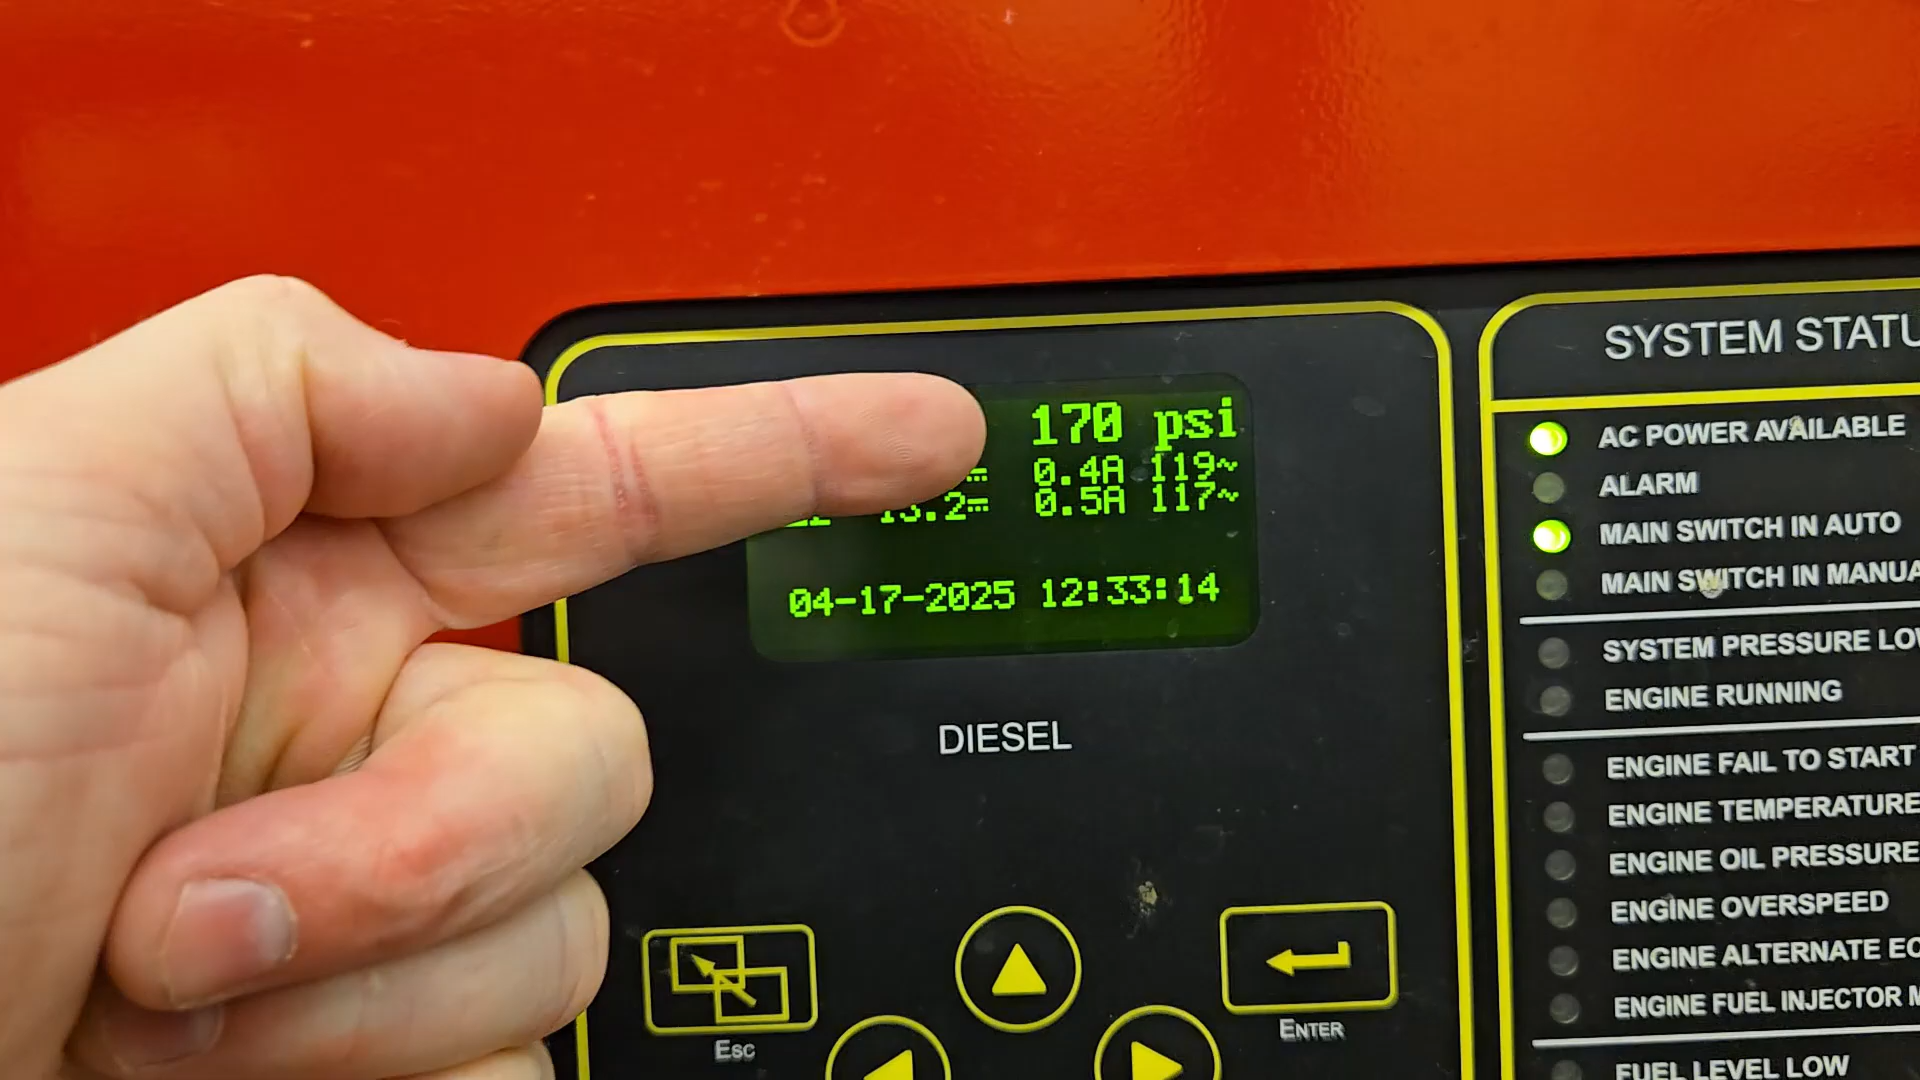 170 psi
0.4A 119~
13.2 0.5A 117~
04-17-2025 12:33:14
DIESEL
ESC
ENTER
SYSTEM STATU
AC POWER AVAILABLE
ALARM
MAIN SWITCH IN AUTO
MAIN SWITCH IN MANUA
SYSTEM PRESSURE LOW
ENGINE RUNNING
ENGINE FAIL TO START
ENGINE TEMPERATURE
ENGINE OIL PRESSURE
ENGINE OVERSPEED
ENGINE ALTERNATE EC
ENGINE FUEL INJECTOR M
FUEL LEVEL LOW